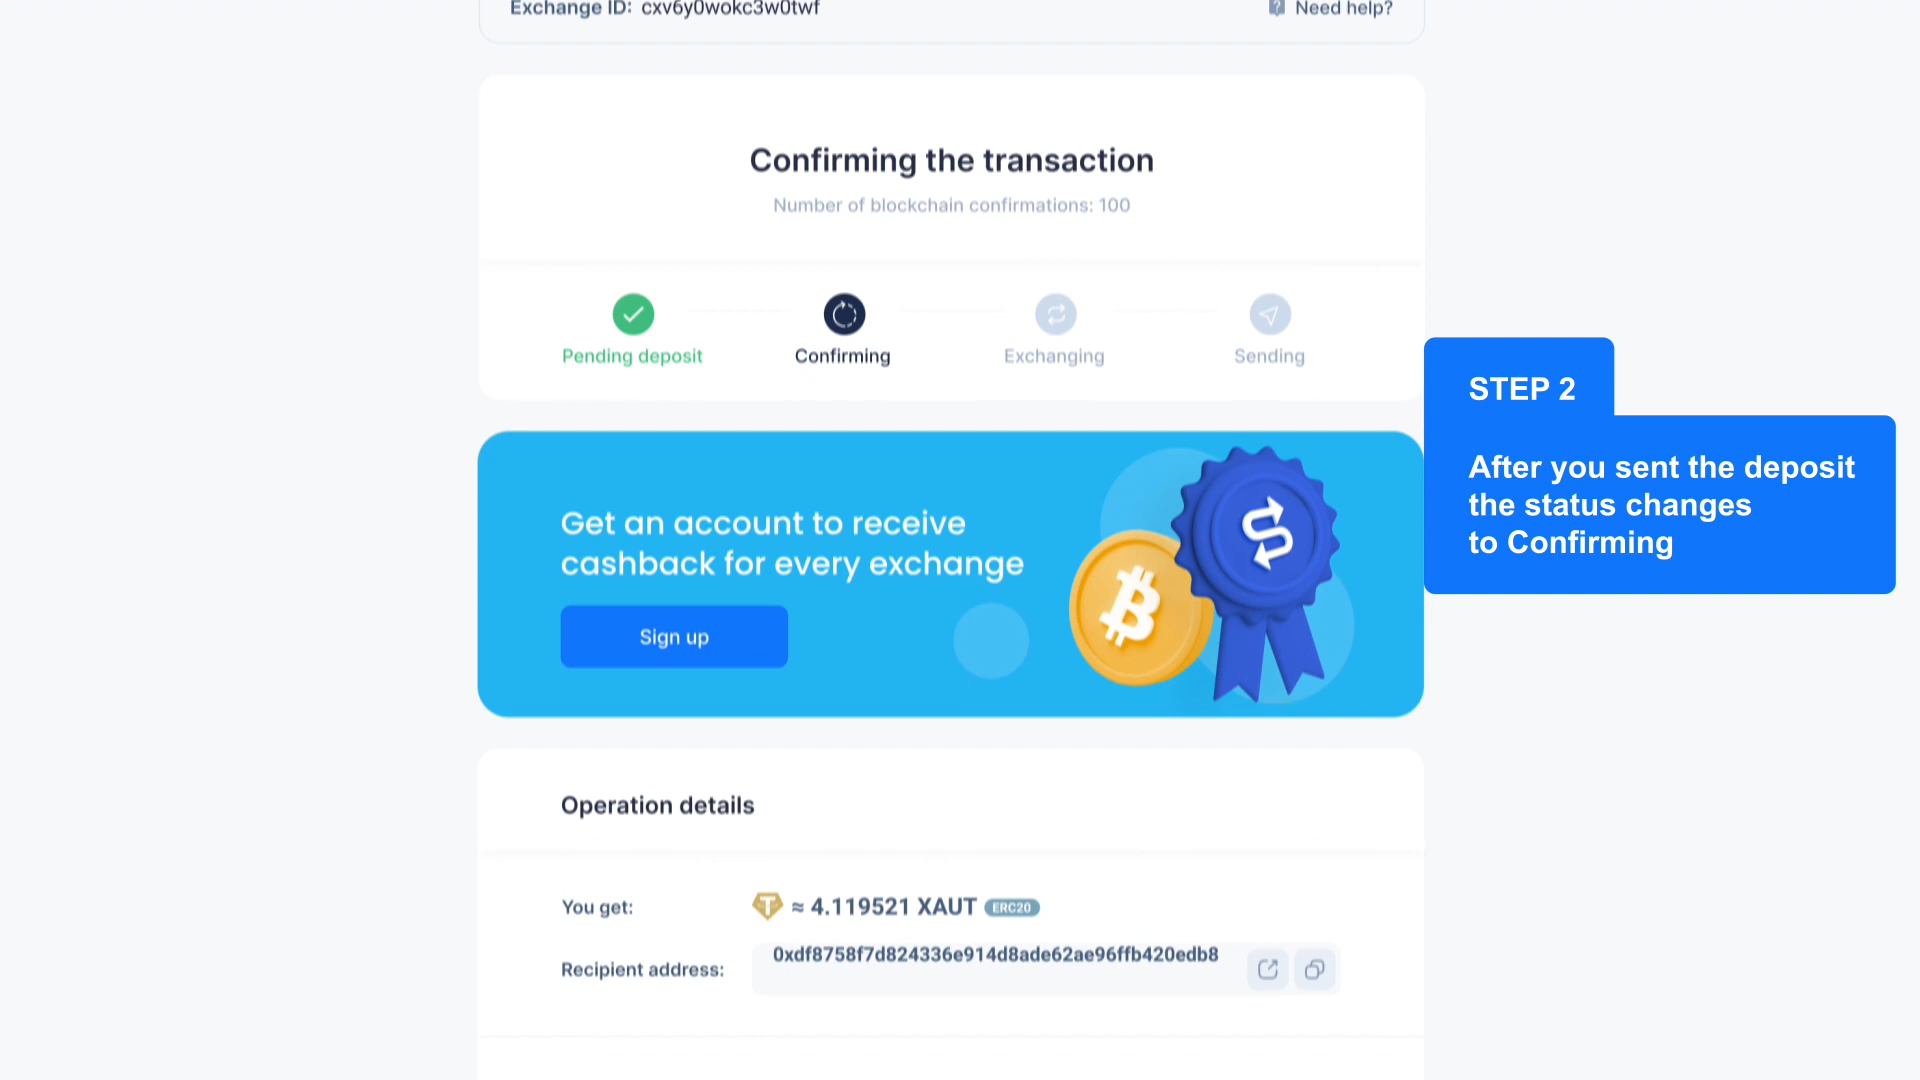 Exchange ID: cxv6y0wokc3w0twf
Need help?
Confirming the transaction
Number of blockchain confirmations: 100
Pending deposit
Confirming
Exchanging
Sending
STEP 2
After you sent the deposit
the status changes
to Confirming
Get an account to receive
cashback for every exchange
Sign up
Operation details
You get:
≈ 4.119521 XAUT ERC20
Recipient address:
0xdf8758f7d824336e914d8ade62ae96ffb420edb8